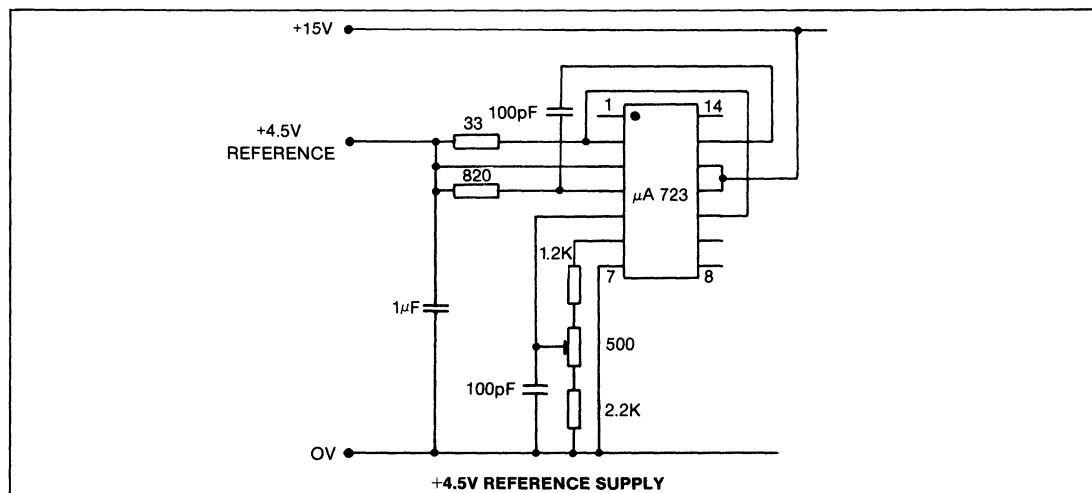 +15V
1
14
100pF
33
+4.5V
REFERENCE
820
μA 723
1.2K
7
8
1μF
500
100pF
2.2K
OV
+4.5V REFERENCE SUPPLY